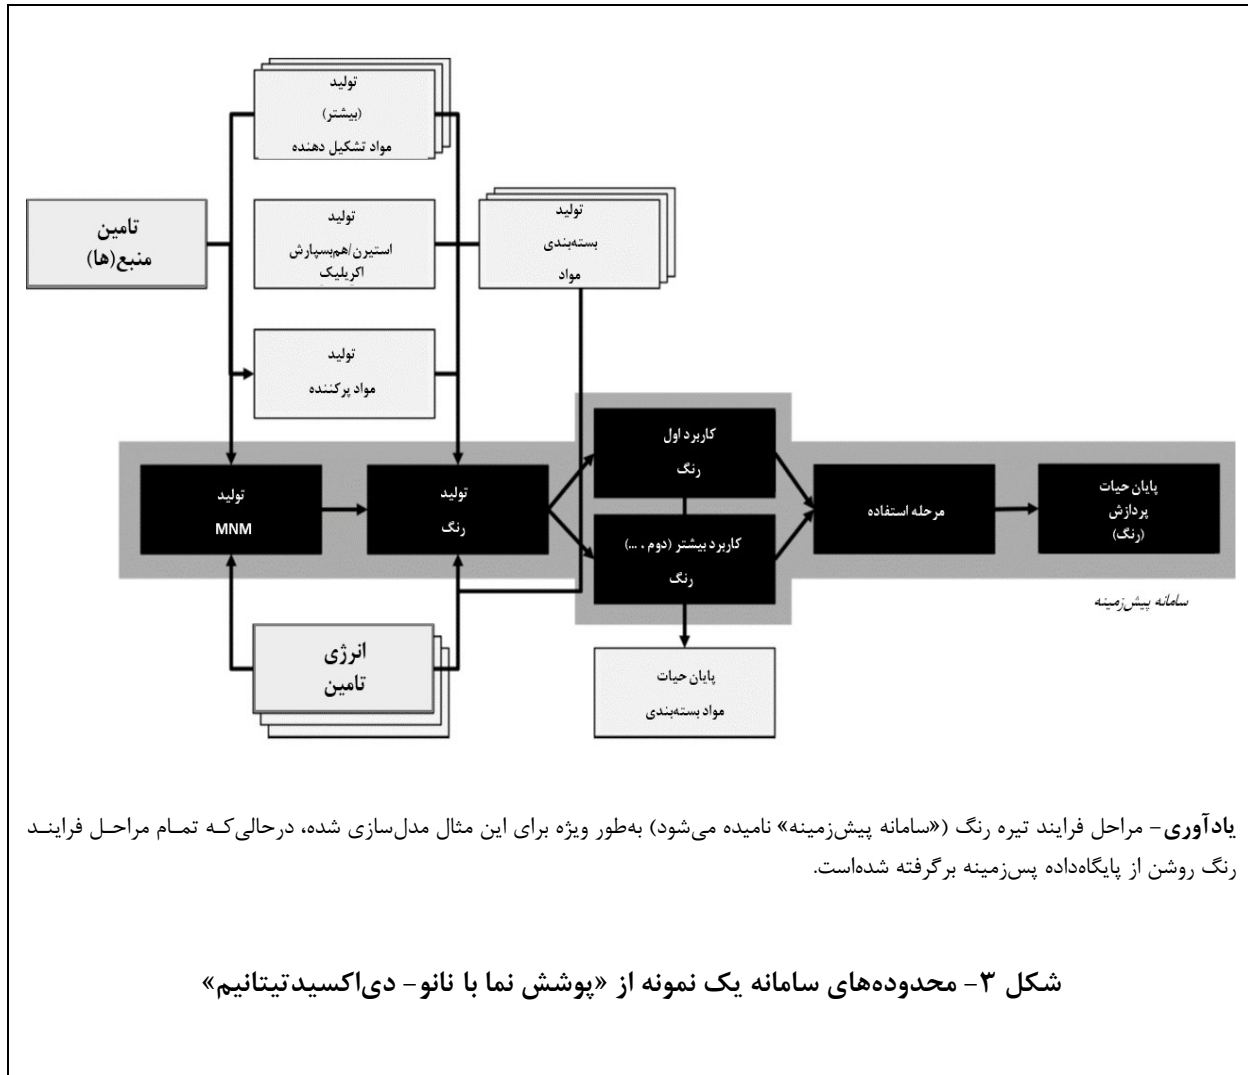 تولید
(بیشتر)
مواد تشکیل دهنده
تامین
منبع(ها)
تولید
استیرن/هم‌بسپارش
اکریلیک
تولید
بسته‌بندی
مواد
تولید
مواد پرکننده
تولید
MNM
تولید
رنگ
کاربرد اول
رنگ
کاربرد بیشتر (دوم ، ...)
رنگ
مرحله استفاده
پایان حیات
پردازش
(رنگ)
سامانه پیش‌زمینه
انرژی
تامین
پایان حیات
مواد بسته‌بندی
یادآوری- مراحل فرایند تیره رنگ («سامانه پیش‌زمینه» نامیده می‌شود) به‌طور ویژه برای این مثال مدل‌سازی شده، درحالی‌که تمام مراحل فرایند
رنگ روشن از پایگاه‌داده پس‌زمینه برگرفته شده‌است.
شکل ۳- محدوده‌های سامانه یک نمونه از «پوشش نما با نانو- دی‌اکسیدتیتانیم»